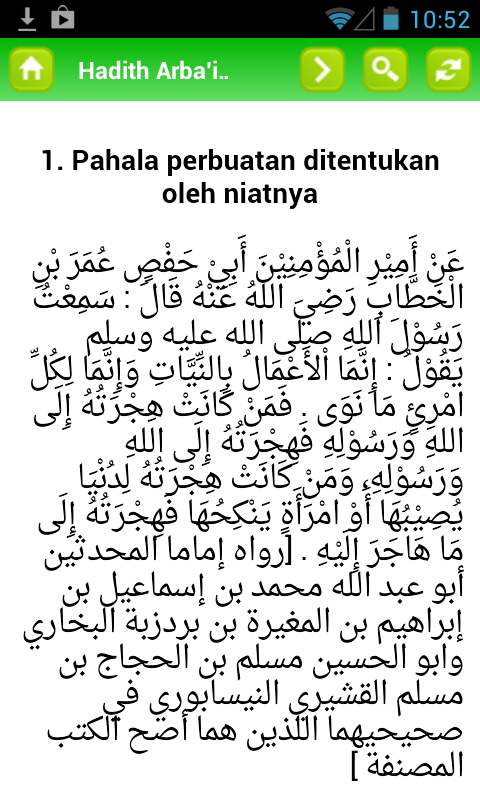 10:52
Hadith Arba'i..
1. Pahala perbuatan ditentukan
oleh niatnya
عَنْ أَمِيْرِ الْمُؤْمِنِيْنَ أَبِيْ حَفْصٍ عُمَرَ بْنِ
الْخَطَّابِ رَضِيَ اللهُ عَنْهُ قَالَ : سَمِعْتُ
رَسُوْلَ اللهِ صلى الله عليه وسلم
يَقُوْلُ : إِنَّمَا اْلأَعْمَالُ بِالنِّيَّاتِ وَإِنَّمَا لِكُلِّ
امْرِئٍ مَا نَوَى . فَمَنْ كَانَتْ هِجْرَتُهُ إِلَى
اللهِ وَرَسُوْلِهِ فَهِجْرَتُهُ إِلَى اللهِ
وَرَسُوْلِهِ، وَمَنْ كَانَتْ هِجْرَتُهُ لِدُنْيَا
يُصِيْبُهَا أَوْ امْرَأَةٍ يَنْكِحُهَا فَهِجْرَتُهُ إِلَى
مَا هَاجَرَ إِلَيْهِ . [رواه إماما المحدثين
أبو عبد الله محمد بن إسماعيل بن
إبراهيم بن المغيرة بن بردزبة البخاري
وابو الحسين مسلم بن الحجاج بن
مسلم القشيري النيسابوري في
صحيحيهما اللذين هما أصح الكتب
المصنفة ]